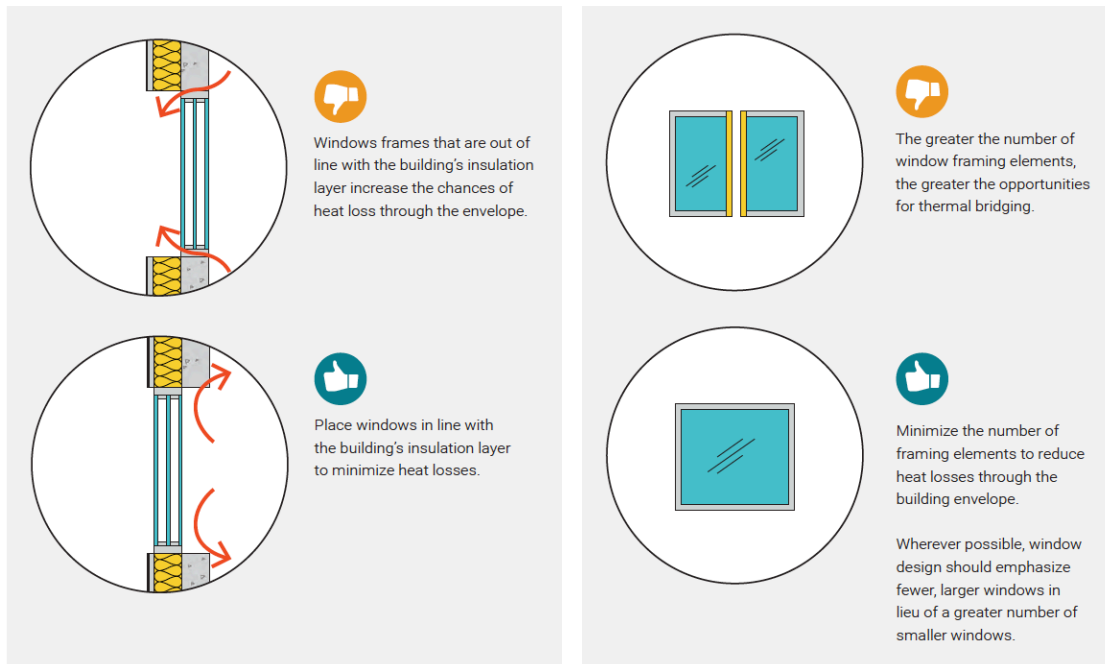 Windows frames that are out of
line with the building's insulation
layer increase the chances of
heat loss through the envelope.
Place windows in line with
the building's insulation layer
to minimize heat losses.
The greater the number of
window framing elements,
the greater the opportunities
for thermal bridging.
Minimize the number of
framing elements to reduce
heat losses through the
building envelope.
Wherever possible, window
design should emphasize
fewer, larger windows in
lieu of a greater number of
smaller windows.